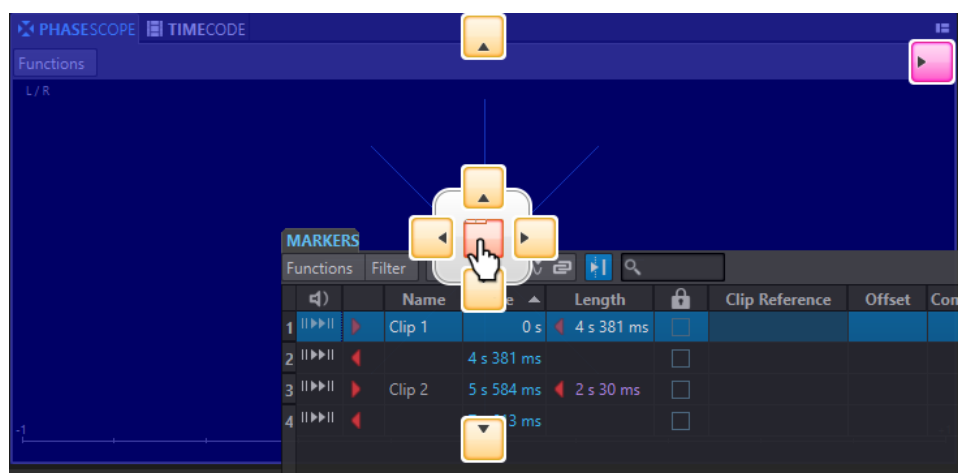 PHASESCOPE TIMECODE
Functions
L / R
MARKERS
Functions Filter
Name Length Clip Reference Offset
1 Clip 1 0 s 4 s 381 ms
2 4 s 381 ms
3 Clip 2 5 s 584 ms 2 s 30 ms
4 ms
-1